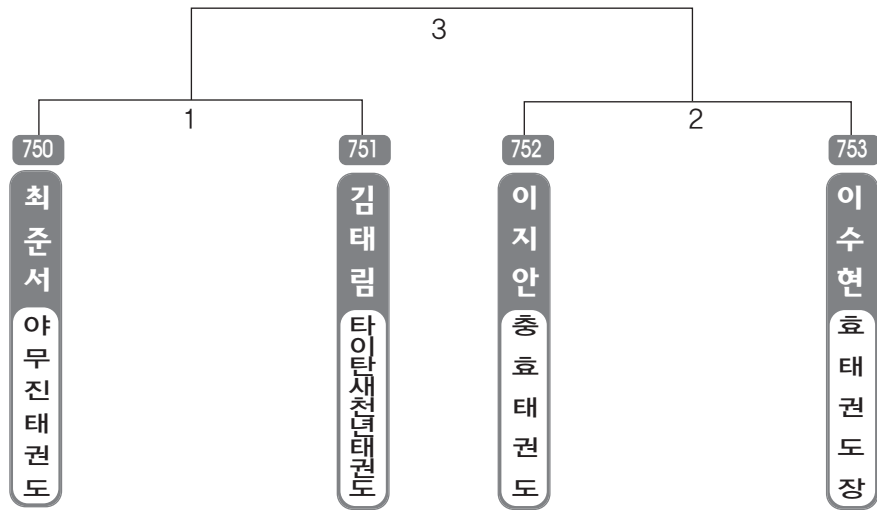 3
1
2
750
751
752
753
최준서
김태림
이지안
이수현
야무진태권도
타이탄새천년태권도
충효태권도
효태권도장